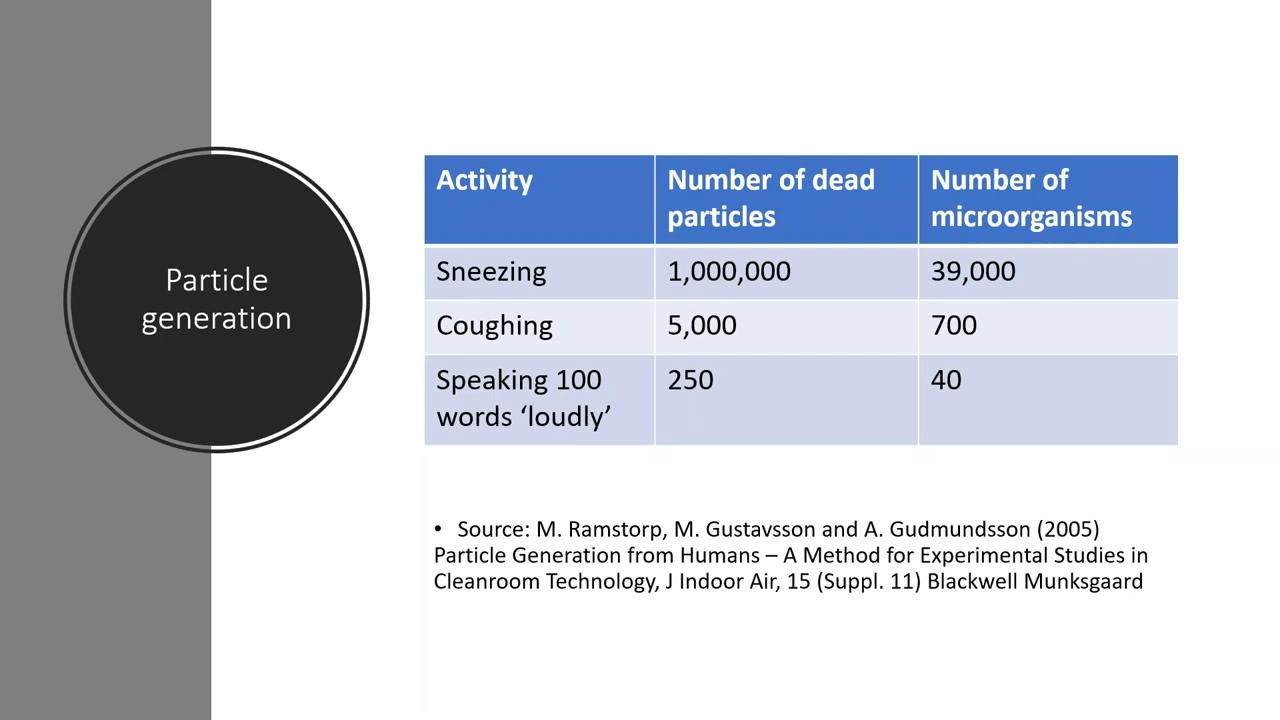 Particle
generation
Activity
Number of dead
particles
Number of
microorganisms
Sneezing
1,000,000
39,000
Coughing
5,000
700
Speaking 100
words ‘loudly’
250
40
• Source: M. Ramstorp, M. Gustavsson and A. Gudmundsson (2005)
Particle Generation from Humans – A Method for Experimental Studies in
Cleanroom Technology, J Indoor Air, 15 (Suppl. 11) Blackwell Munksgaard